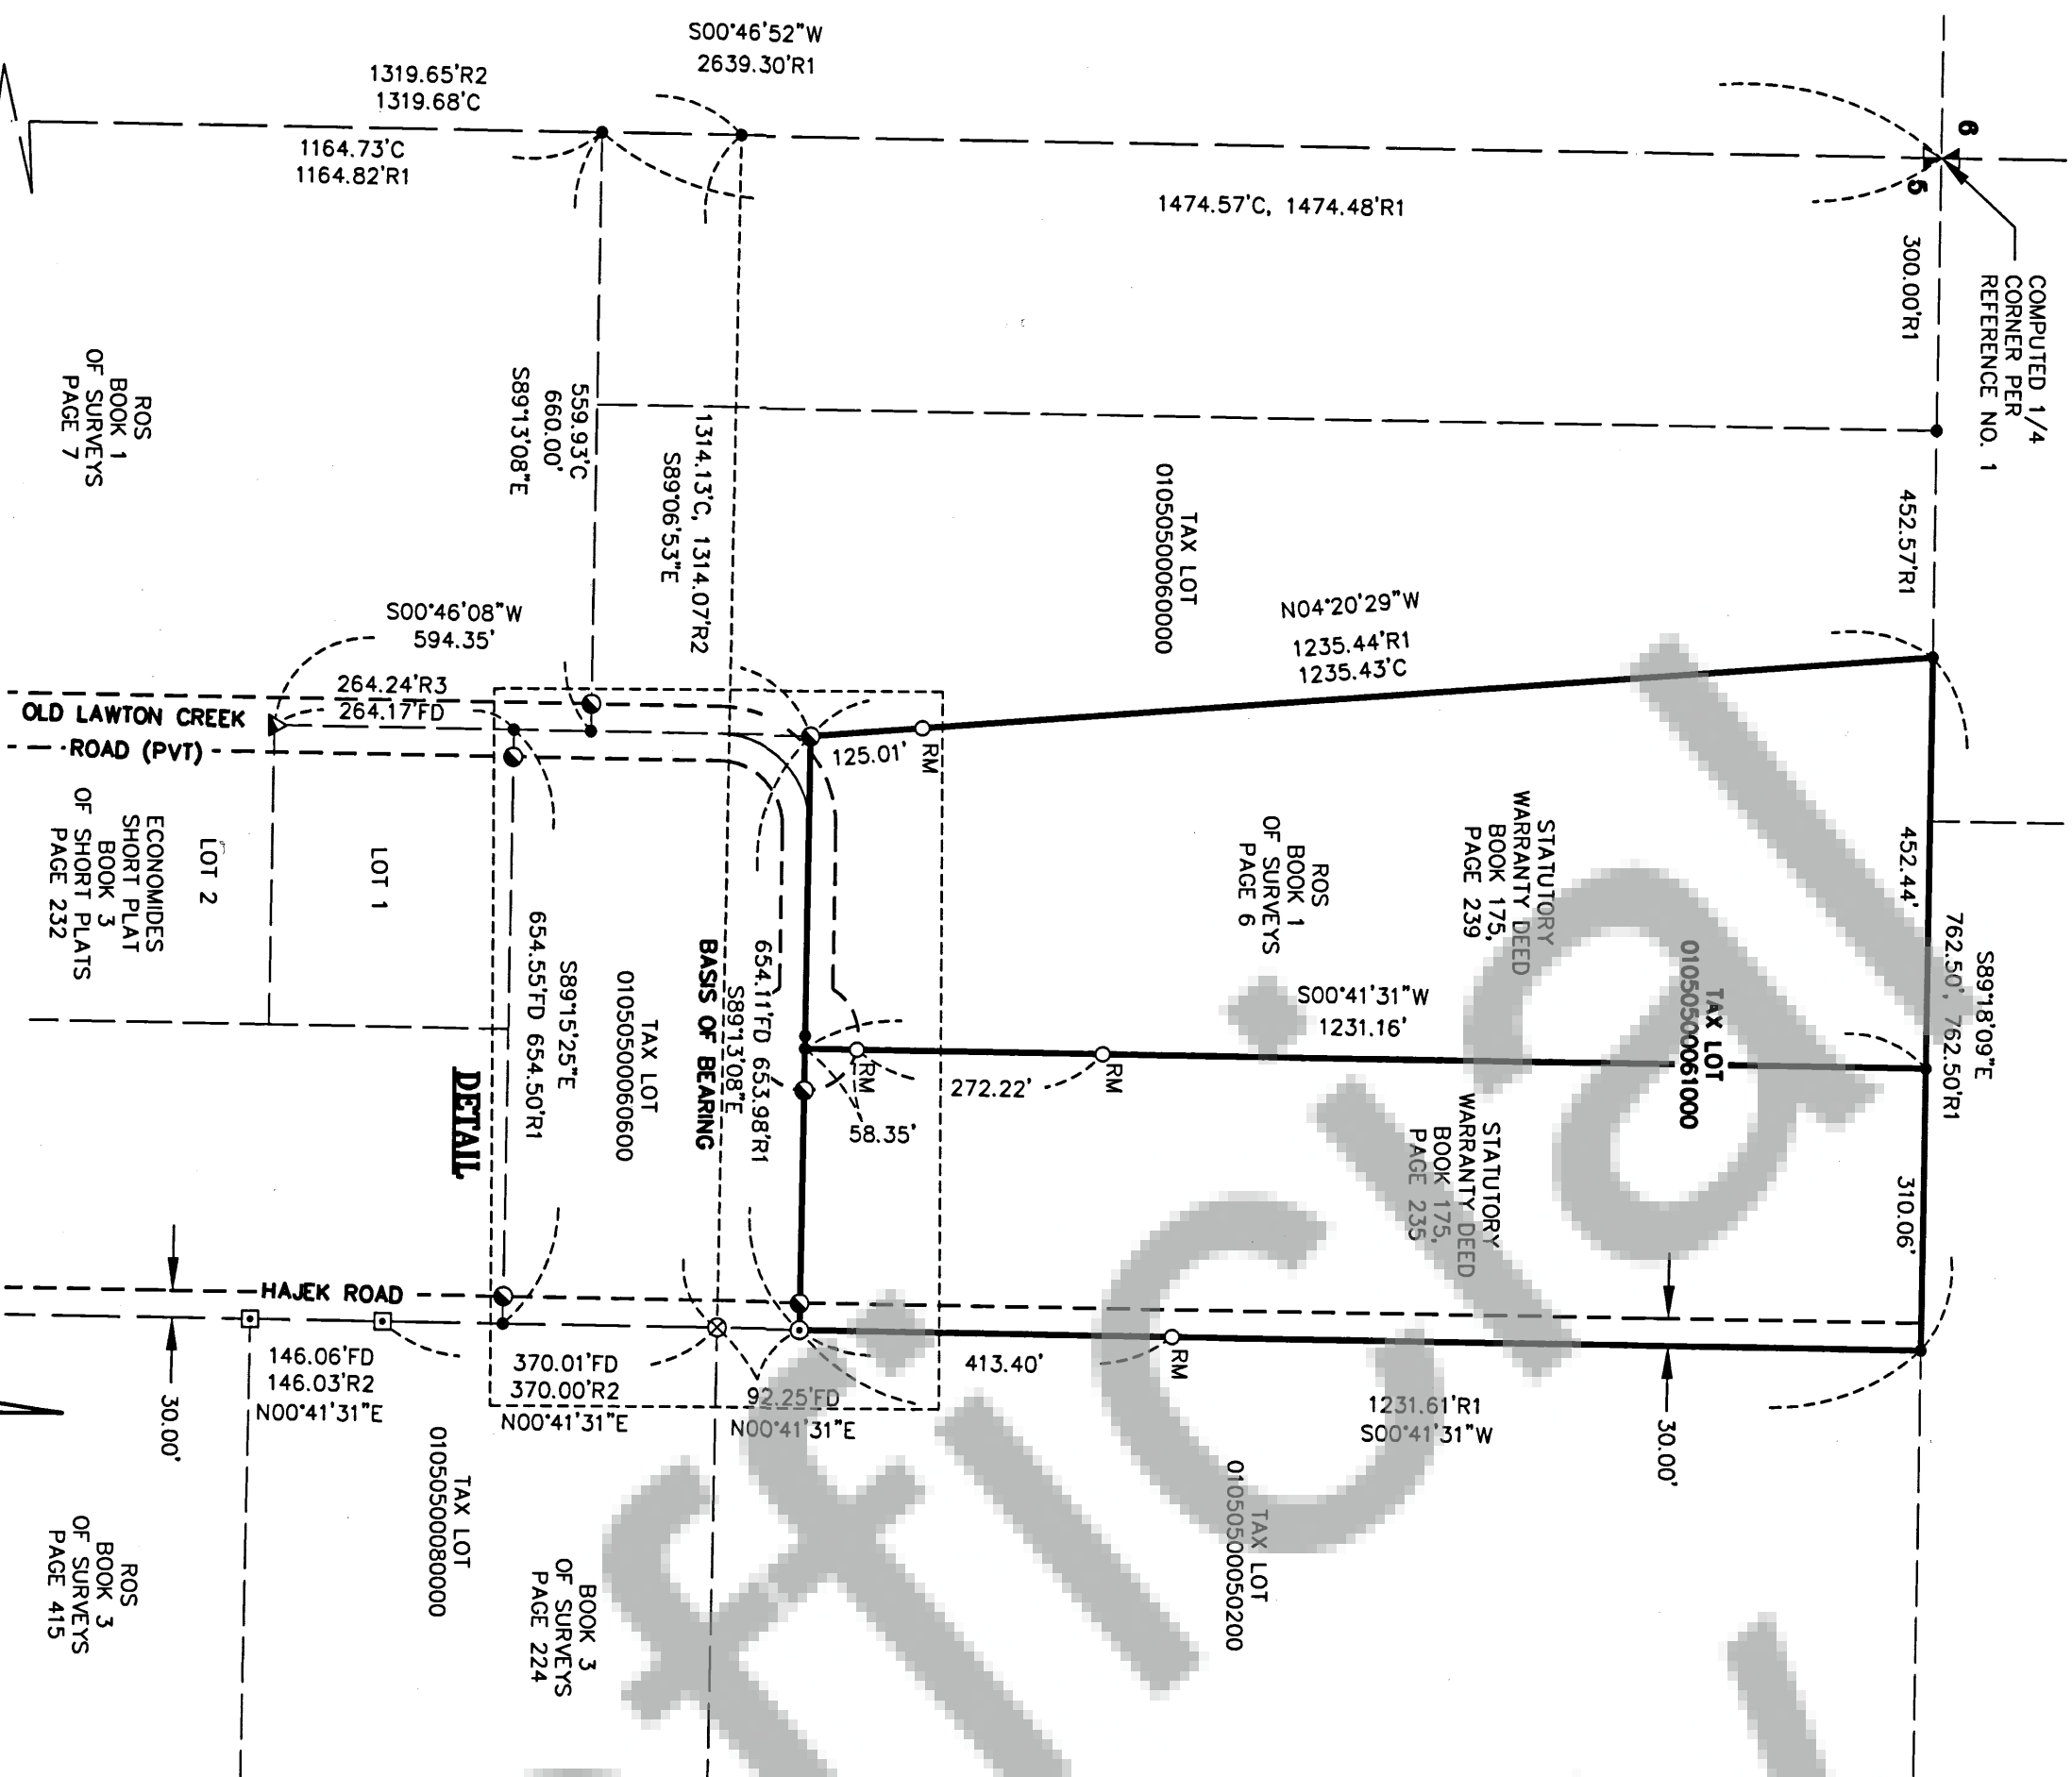 S00°46'52"W
2639.30'R1
1319.65'R2
1319.68'C
1164.73'C
1164.82'R1
1474.57'C, 1474.48'R1
6
5
COMPUTED 1/4
CORNER PER
REFERENCE NO. 1
300.00'R1
452.57'R1
ROS
BOOK 1
OF SURVEYS
PAGE 7
559.93'C
660.00'
S89°13'08"E
1314.13'C, 1314.07'R2
S89°06'53"E
TAX LOT
01050500060000
N04°20'29"W
1235.44'R1
1235.43'C
S00°46'08"W
594.35'
264.24'R3
264.17'FD
OLD LAWTON CREEK
ROAD (PVT)
125.01'
RM
ECONOMIDES
SHORT PLAT
BOOK 3
OF SHORT PLATS
PAGE 232
LOT 2
LOT 1
S89°15'25"E
654.55'FD 654.50'R1
TAX LOT
01050500060600
BASIS OF BEARING
654.11'FD 653.98'R1
S89°13'08"E
DETAIL
ROS
BOOK 1
OF SURVEYS
PAGE 6
STATUTORY
WARRANTY DEED
BOOK 175,
PAGE 239
452.44'
S89°18'09"E
762.50', 762.50'R1
TAX LOT
01050500061000
S00°41'31"W
1231.16'
RM
272.22'
RM
58.35'
STATUTORY
WARRANTY DEED
BOOK 175,
PAGE 235
310.06'
HAJEK ROAD
146.06'FD
146.03'R2
N00°41'31"E
30.00'
370.01'FD
370.00'R2
N00°41'31"E
92.25'FD
N00°41'31"E
413.40'
RM
1231.61'R1
S00°41'31"W
30.00'
TAX LOT
01050500080000
ROS
BOOK 3
OF SURVEYS
PAGE 415
BOOK 3
OF SURVEYS
PAGE 224
TAX LOT
01050500050200